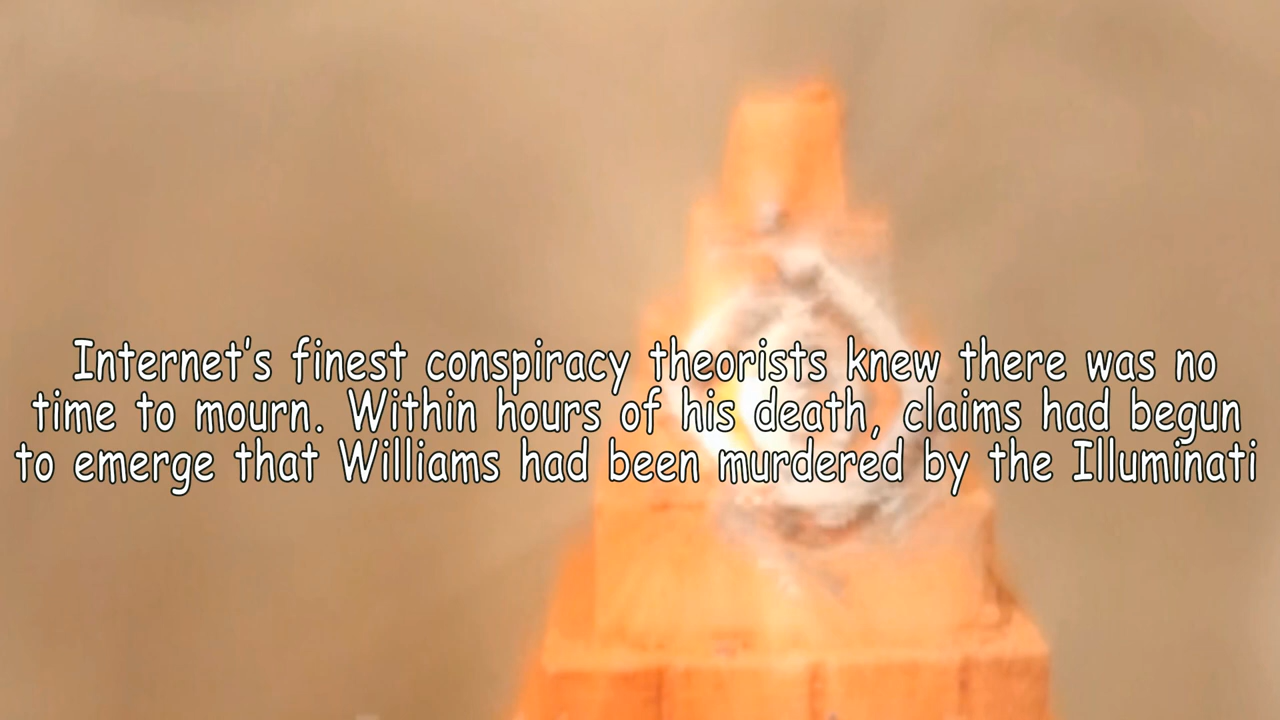 Internet's finest conspiracy theorists knew there was no
time to mourn. Within hours of his death, claims had begun
to emerge that Williams had been murdered by the Illuminati